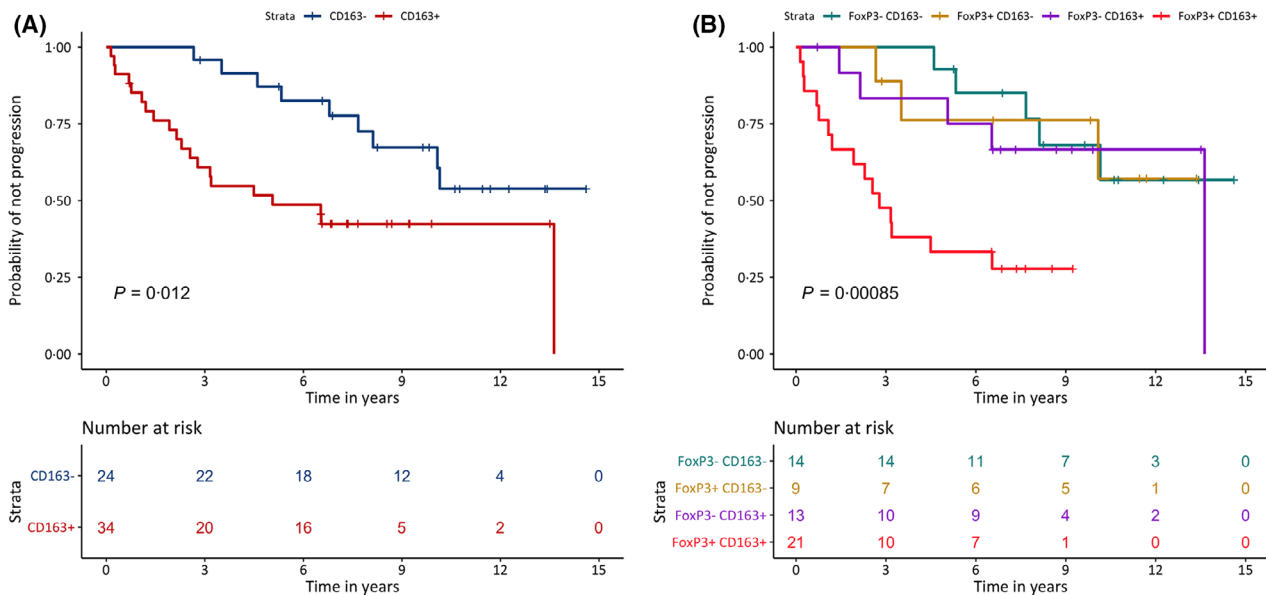 (A)
Strata CD163- CD163+
Probability of not progression
1·00
0·75
0·50
0·25
0·00
P = 0·012
0 3 6 9 12 15
Time in years
Number at risk
Strata
CD163- 24 22 18 12 4 0
CD163+ 34 20 16 5 2 0
0 3 6 9 12 15
Time in years
(B)
Strata FoxP3- CD163- FoxP3+ CD163- FoxP3- CD163+ FoxP3+ CD163+
Probability of not progression
1·00
0·75
0·50
0·25
0·00
P = 0·00085
0 3 6 9 12 15
Time in years
Number at risk
Strata
FoxP3- CD163- 14 14 11 7 3 0
FoxP3+ CD163- 9 7 6 5 1 0
FoxP3- CD163+ 13 10 9 4 2 0
FoxP3+ CD163+ 21 10 7 1 0 0
0 3 6 9 12 15
Time in years